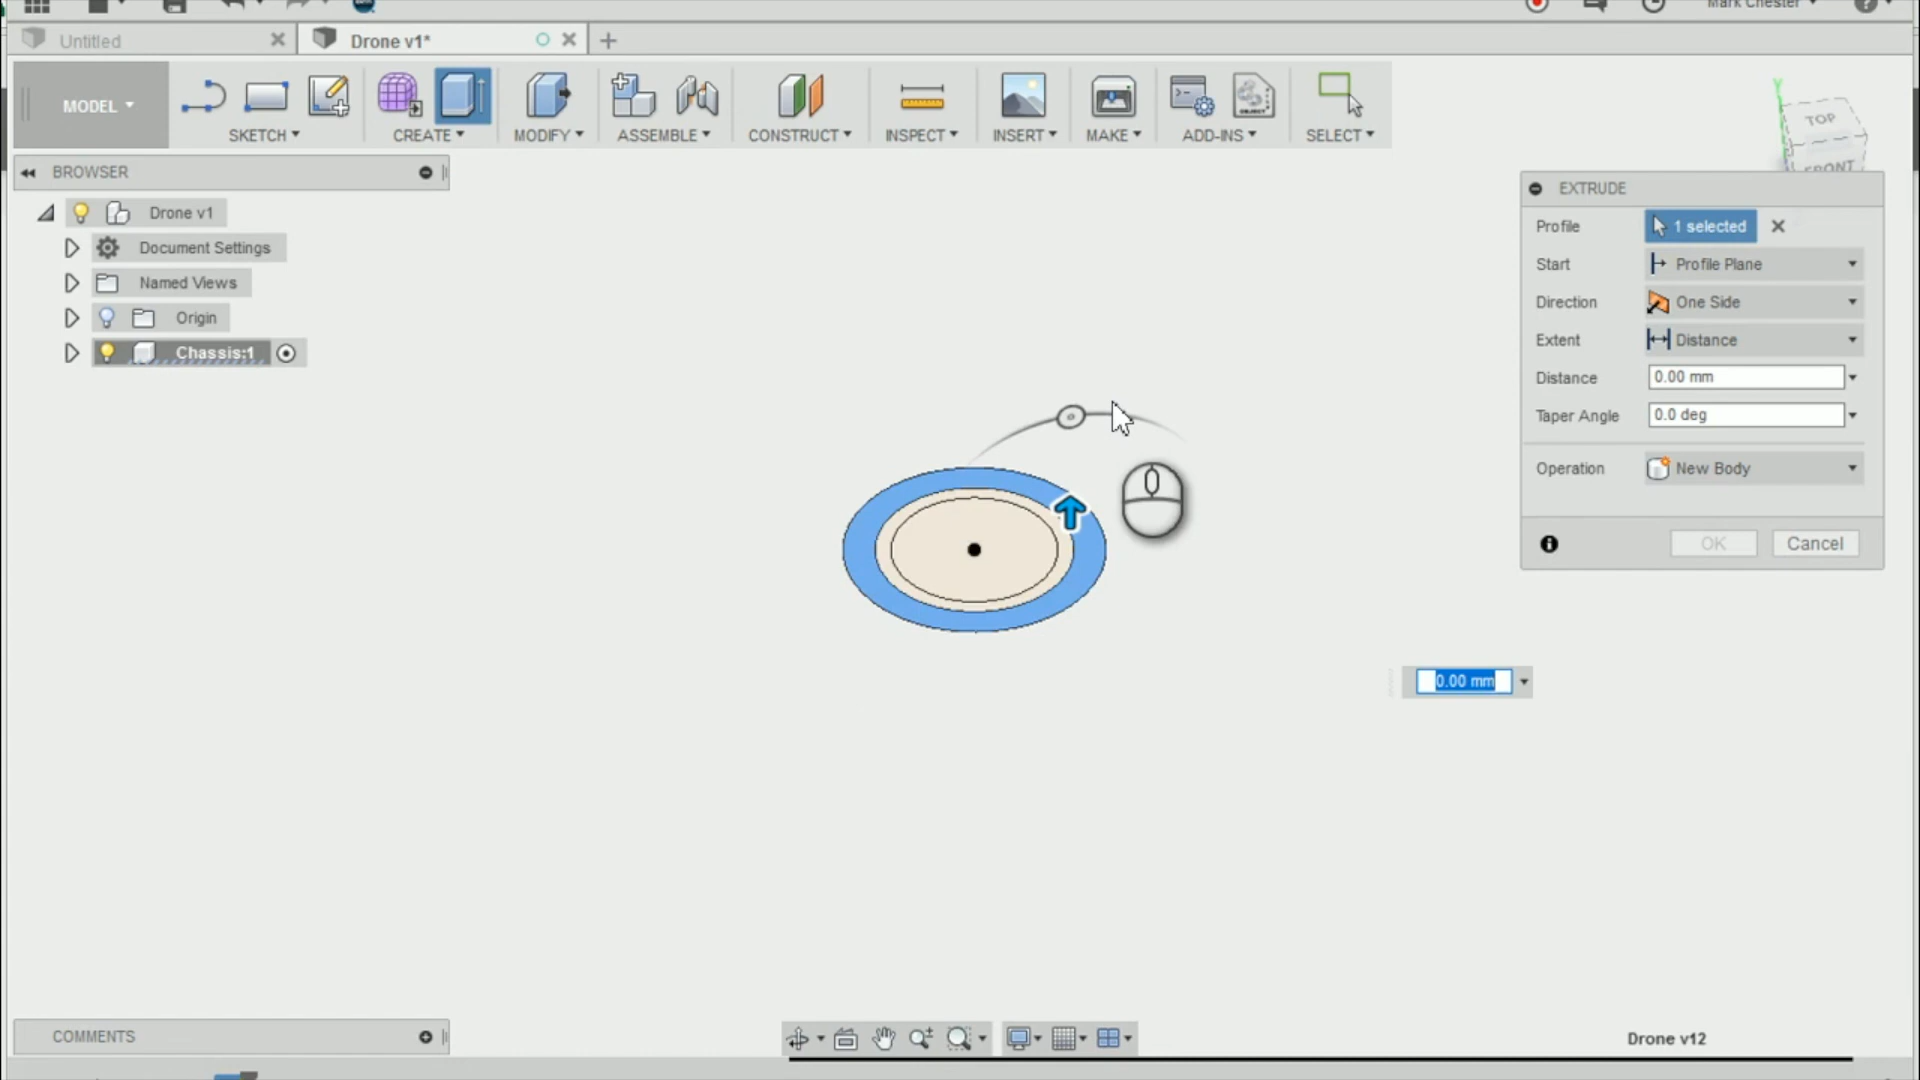 Mark Chester
Untitled
Drone v1*
MODEL
SKETCH
CREATE
MODIFY
ASSEMBLE
CONSTRUCT
INSPECT
INSERT
MAKE
ADD-INS
SELECT
TOP
FRONT
BROWSER
Drone v1
Document Settings
Named Views
Origin
Chassis:1
EXTRUDE
Profile 1 selected
Start Profile Plane
Direction One Side
Extent Distance
Distance 0.00 mm
Taper Angle 0.0 deg
Operation New Body
OK Cancel
0.00 mm
COMMENTS
Drone v12